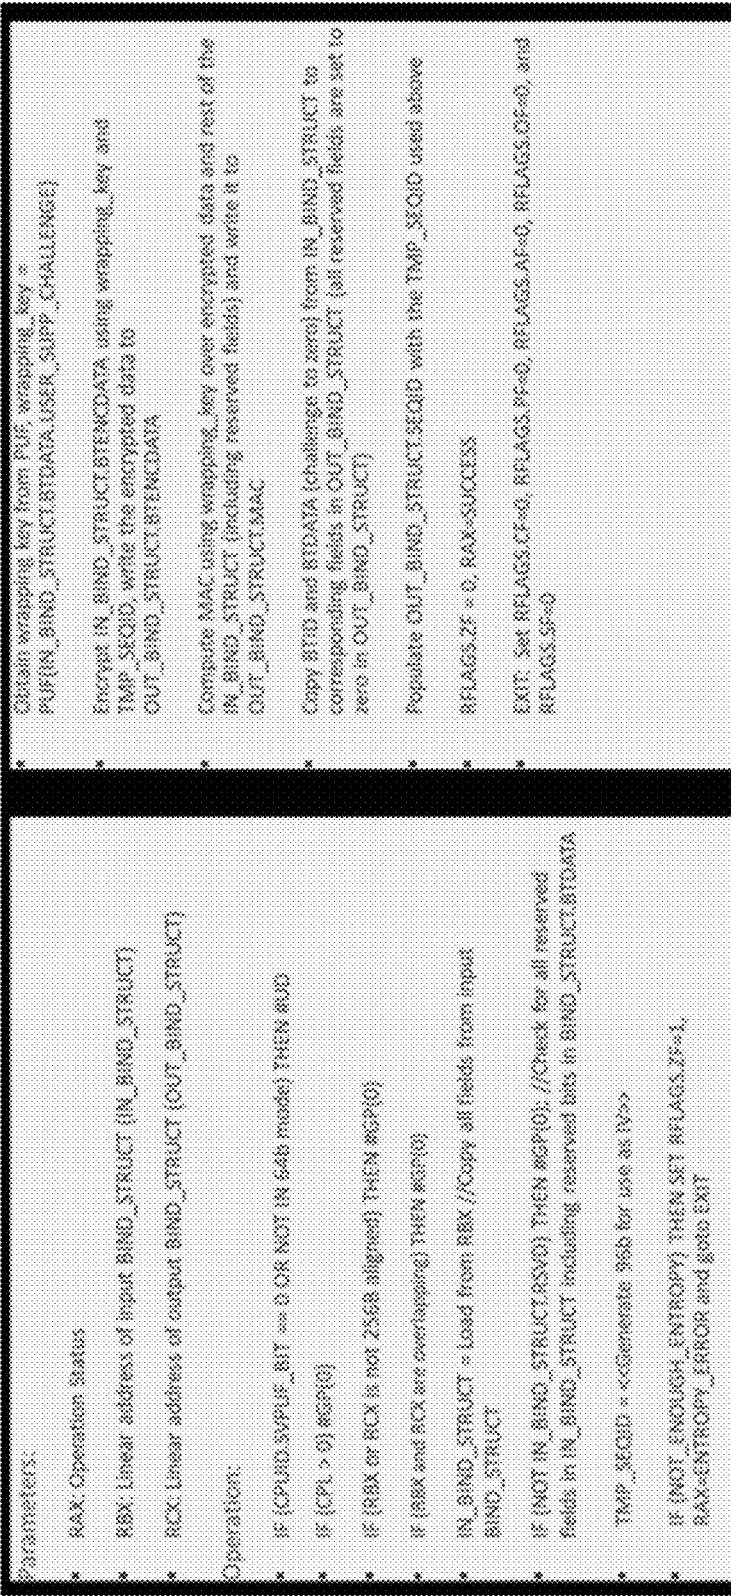 Parameters:
* RAX: Operation Status
* RBX: Linear address of input BIND_STRUCT (IN_BIND_STRUCT)
* RCX: Linear address of output BIND_STRUCT (OUT_BIND_STRUCT)
Operation:
* IF (CPUID.SVPUF_BIT == 0 OR NOT IN 64b mode) THEN #UD
* IF (CPL > 0) #GP(0)
* IF (RBX or RCX is not 256B aligned) THEN #GP(0)
* IF (RBX and RCX are overlapping) THEN #GP(0)
* IN_BIND_STRUCT = Load from RBX //Copy all fields from input
BIND_STRUCT
* IF (NOT IN_BIND_STRUCT.RSVD) THEN #GP(0); //Check for all reserved
fields in IN_BIND_STRUCT including reserved bits in BIND_STRUCT.BTDATA
* TMP_SEQID = <<Generate 96b for use as IV>>
* IF (NOT_ENOUGH_ENTROPY) THEN SET RFLAGS.ZF=1,
RAX=ENTROPY_ERROR and goto EXIT
* Obtain wrapping key from PUF, wrapping_key =
PUF(IN_BIND_STRUCT.BTDATA.USER_SUPP_CHALLENGE)
* Encrypt IN_BIND_STRUCT.BTENCDATA using wrapping_key and
TMP_SEQID, write the encrypted data to
OUT_BIND_STRUCT.BTENCDATA
* Compute MAC using wrapping_key over encrypted data and rest of the
IN_BIND_STRUCT (including reserved fields) and write it to
OUT_BIND_STRUCT.MAC
* Copy BTID and BTDATA (challenge to zero) from IN_BIND_STRUCT to
corresponding fields in OUT_BIND_STRUCT (all reserved fields are set to
zero in OUT_BIND_STRUCT)
* Populate OUT_BIND_STRUCT.SEQID with the TMP_SEQID used above
* RFLAGS.ZF = 0, RAX=SUCCESS
* EXIT: Set RFLAGS.CF=0, RFLAGS.PF=0, RFLAGS.AF=0, RFLAGS.OF=0, and
RFLAGS.SF=0